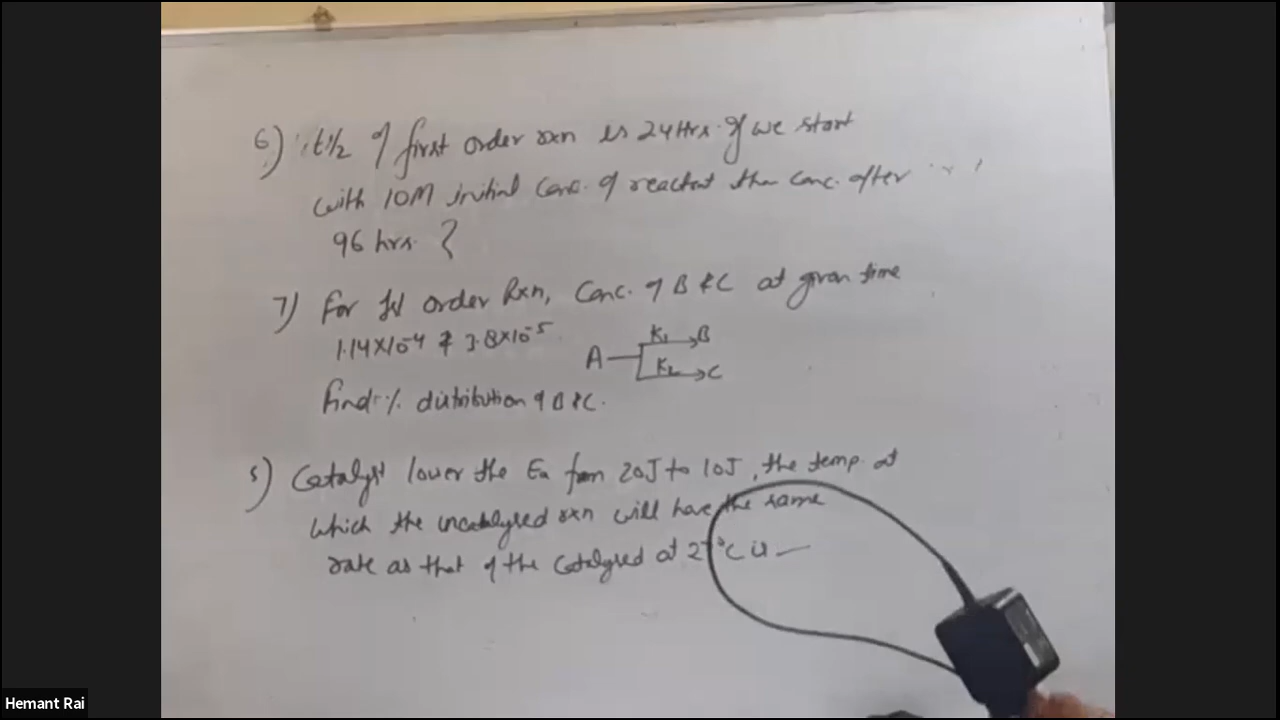 6) t½ of first order rxn is 24 Hrs. If we start
with 10M initial conc. of reactant the conc. after
96 hrs. ?
7) For Ist order Rxn, Conc. of B & C at given time
1.14×10⁻⁴ & 3.8×10⁻⁵
A K₁ B
K₂ C
find % distribution of B & C.
8) Catalyst lower the Ea from 20J to 10J, the temp. at
which the uncatalysed rxn will have the same
rate as that of the catalysed at 27°C is —
Hemant Rai